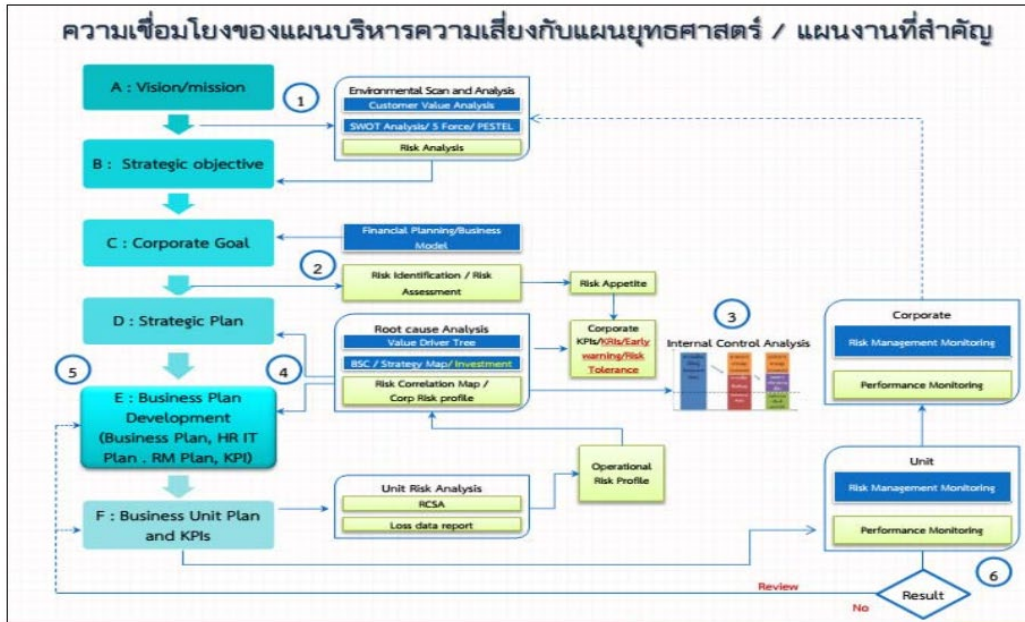 ความเชื่อมโยงของแผนบริหารความเสี่ยงกับแผนยุทธศาสตร์ / แผนงานที่สำคัญ
A : Vision/mission
1
Environmental Scan and Analysis
Customer Value Analysis
SWOT Analysis/ 5 Force/ PESTEL
Risk Analysis
B : Strategic objective
C : Corporate Goal
Financial Planning/Business
Model
2
Risk Identification / Risk
Assessment
Risk Appetite
D : Strategic Plan
Root cause Analysis
Value Driver Tree
BSC / Strategy Map/ Investment
Risk Correlation Map /
Corp Risk profile
Corporate
KPIs/KRIs/Early
warning/Risk
Tolerance
3
Internal Control Analysis
Corporate
Risk Management Monitoring
Performance Monitoring
5
4
E : Business Plan
Development
(Business Plan, HR IT
Plan . RM Plan, KPI)
Operational
Risk Profile
Unit
Risk Management Monitoring
Performance Monitoring
F : Business Unit Plan
and KPIs
Unit Risk Analysis
RCSA
Loss data report
6
Review
No
Result